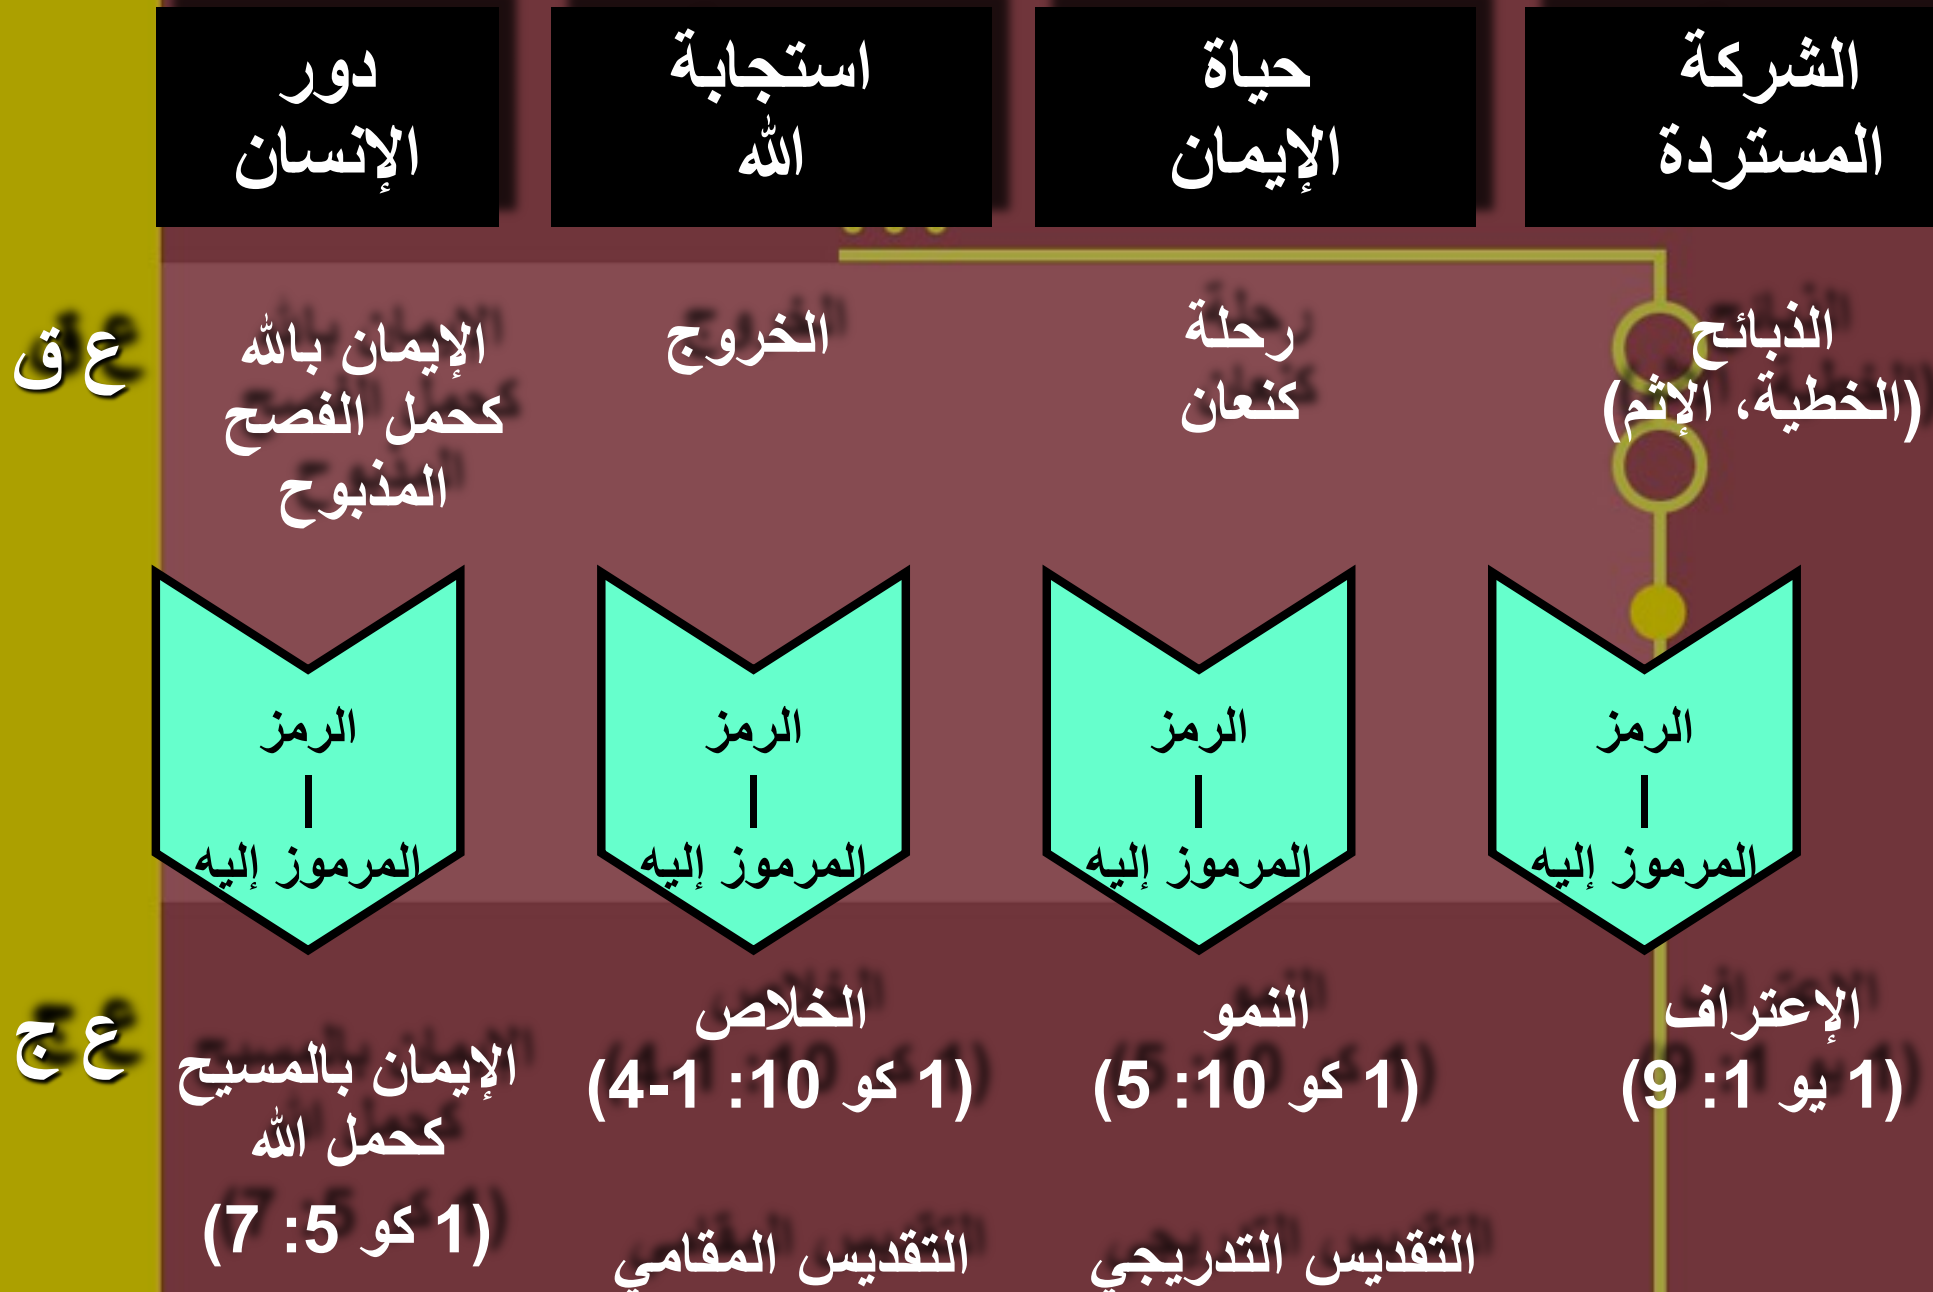 دور
الإنسان
استجابة
الله
حياة
الإيمان
الشركة
المستردة
ع ق
الإيمان بالله
كحمل الفصح
المذبوح
الخروج
رحلة
كنعان
الذبائح
(الخطية، الإثم)
الرمز
المرموز إليه
الرمز
المرموز إليه
الرمز
المرموز إليه
الرمز
المرموز إليه
ع ج
الإيمان بالمسيح
كحمل الله
(1 كو 5: 7)
الخلاص
(1 كو 10: 1-4)
التقديس المقامي
النمو
(1 كو 10: 5)
التقديس التدريجي
الإعتراف
(1 يو 1: 9)